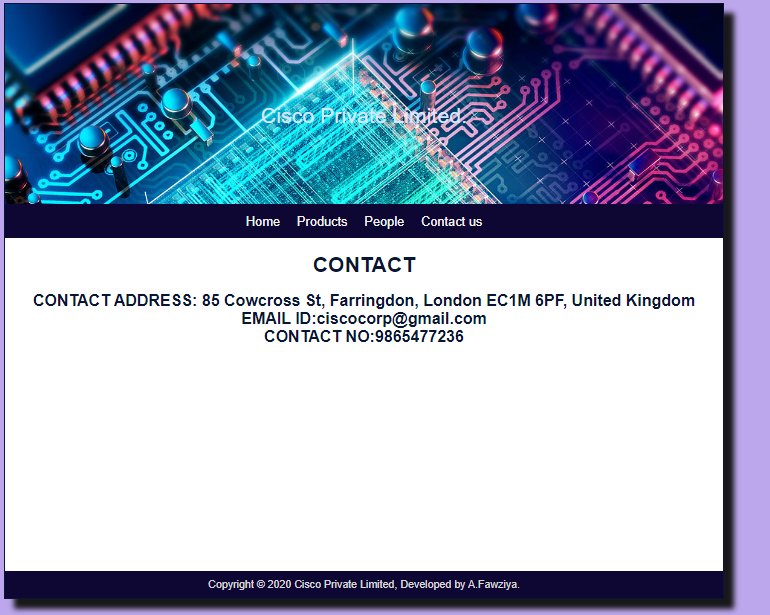 Cisco Private Limited.
Home Products People Contact us
CONTACT
CONTACT ADDRESS: 85 Cowcross St, Farringdon, London EC1M 6PF, United Kingdom
EMAIL ID:ciscocorp@gmail.com
CONTACT NO:9865477236
Copyright © 2020 Cisco Private Limited, Developed by A.Fawziya.